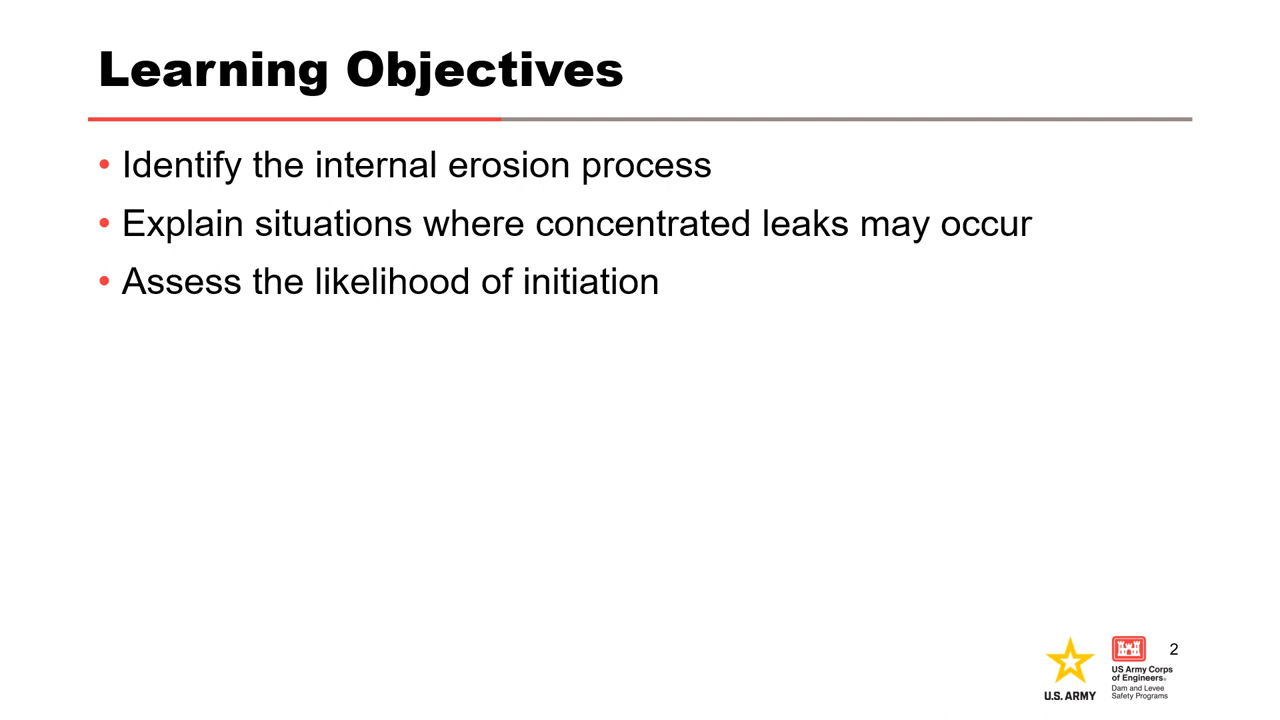 Learning Objectives
• Identify the internal erosion process
• Explain situations where concentrated leaks may occur
• Assess the likelihood of initiation
2
U.S. ARMY
US Army Corps
of Engineers®
Dam and Levee
Safety Programs